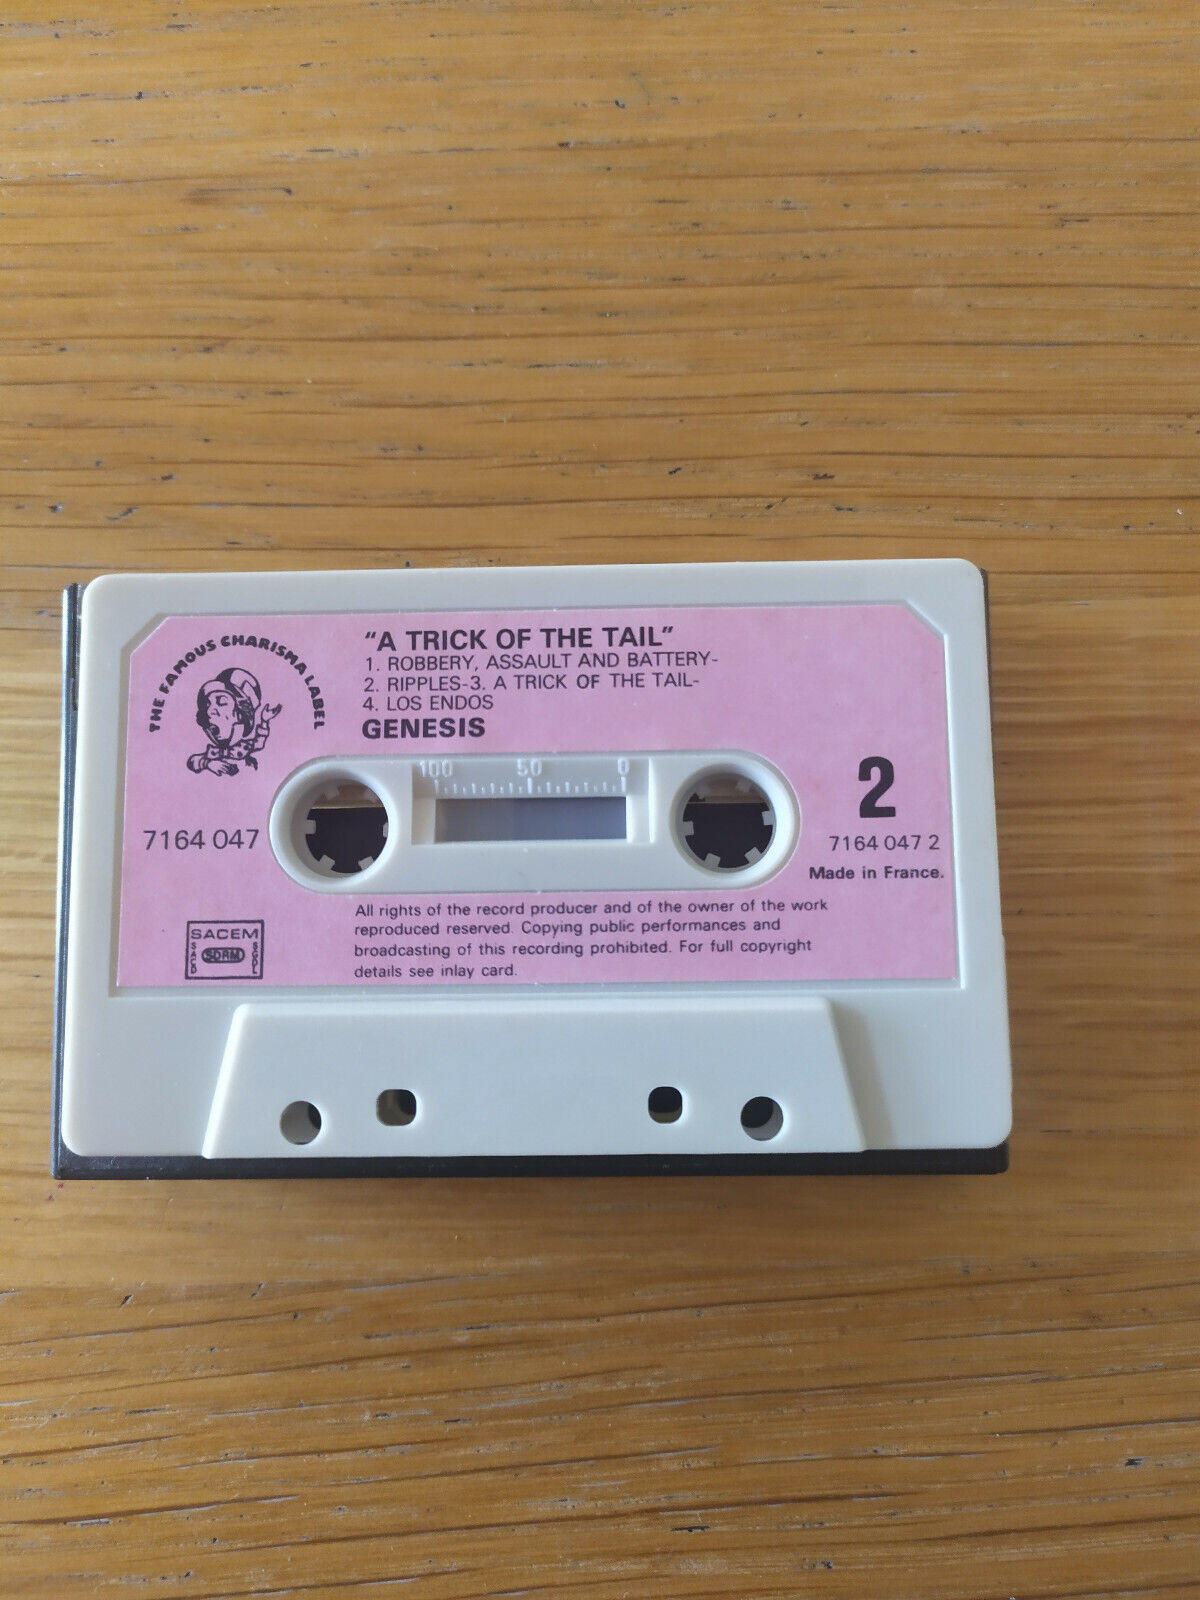 THE FAMOUS CHARISMA LABEL
"A TRICK OF THE TAIL"
1. ROBBERY, ASSAULT AND BATTERY-
2. RIPPLES-3. A TRICK OF THE TAIL-
4. LOS ENDOS
GENESIS
100 50 0
2
7164 047
7164 047 2
Made in France.
All rights of the record producer and of the owner of the work
reproduced reserved. Copying public performances and
broadcasting of this recording prohibited. For full copyright
details see inlay card.
SACEM
SACD
SDRM
SGDL